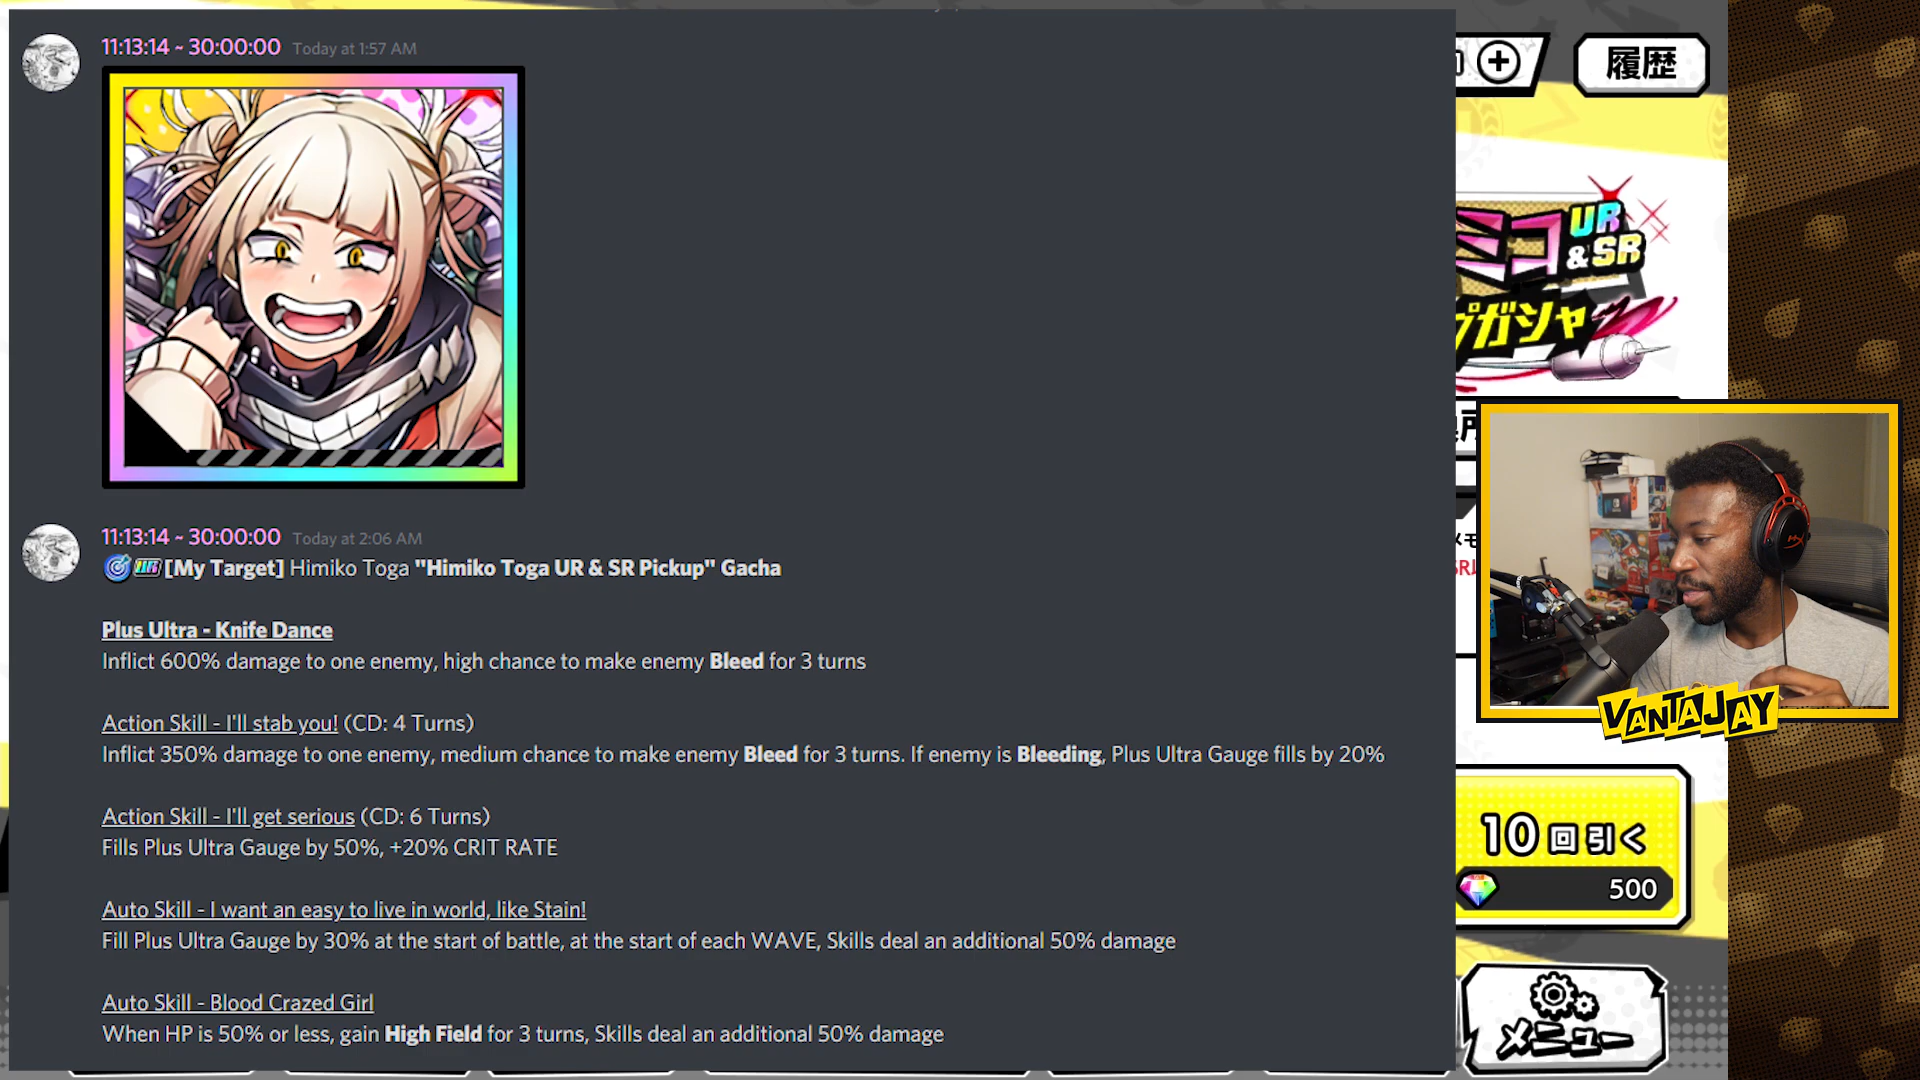 11:13:14 ~ 30:00:00 Today at 1:57 AM
履歴
ミコ UR
& SR
プガシャ
11:13:14 ~ 30:00:00 Today at 2:06 AM
UR [My Target] Himiko Toga "Himiko Toga UR & SR Pickup" Gacha
Plus Ultra - Knife Dance
Inflict 600% damage to one enemy, high chance to make enemy Bleed for 3 turns
Action Skill - I'll stab you! (CD: 4 Turns)
Inflict 350% damage to one enemy, medium chance to make enemy Bleed for 3 turns. If enemy is Bleeding, Plus Ultra Gauge fills by 20%
Action Skill - I'll get serious (CD: 6 Turns)
Fills Plus Ultra Gauge by 50%, +20% CRIT RATE
Auto Skill - I want an easy to live in world, like Stain!
Fill Plus Ultra Gauge by 30% at the start of battle, at the start of each WAVE, Skills deal an additional 50% damage
Auto Skill - Blood Crazed Girl
When HP is 50% or less, gain High Field for 3 turns, Skills deal an additional 50% damage
VANTAJAY
10回引く
500
メニュー